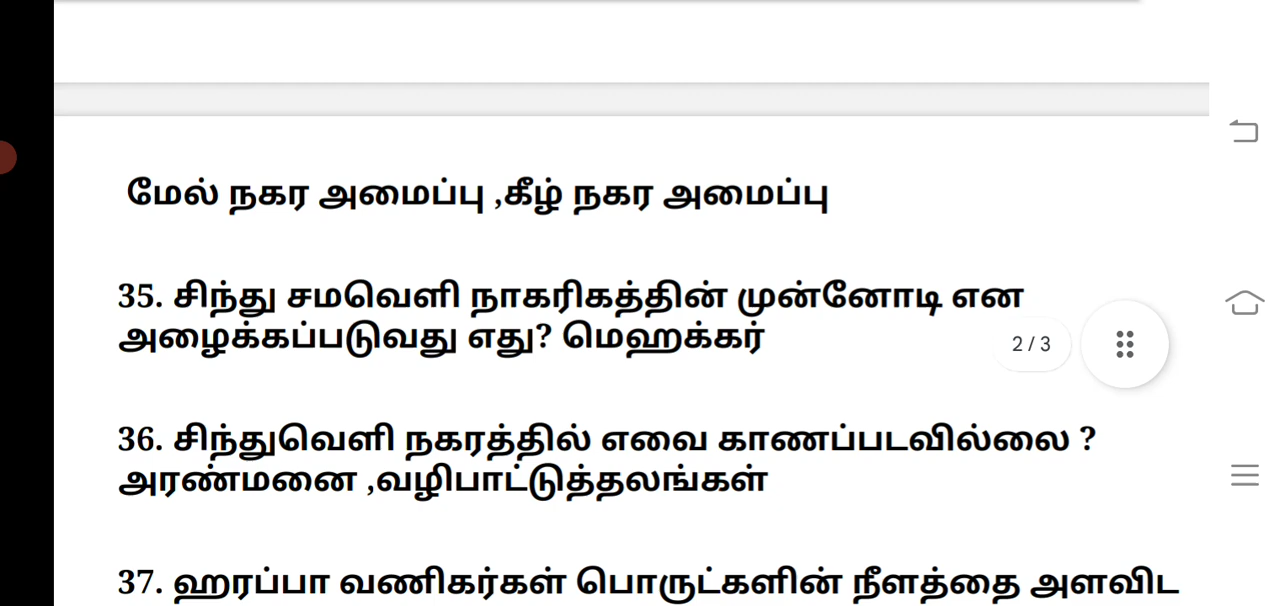 மேல் நகர அமைப்பு ,கீழ் நகர அமைப்பு
35. சிந்து சமவெளி நாகரிகத்தின் முன்னோடி என
அழைக்கப்படுவது எது? மெஹக்கர்
2 / 3
36. சிந்துவெளி நகரத்தில் எவை காணப்படவில்லை ?
அரண்மனை ,வழிபாட்டுத்தலங்கள்
37. ஹரப்பா வணிகர்கள் பொருட்களின் நீளத்தை அளவிட